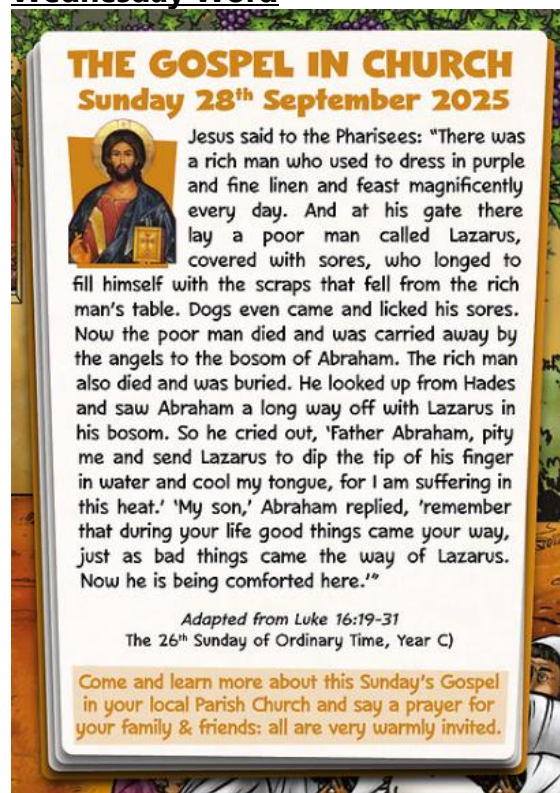 Wednesday Word
THE GOSPEL IN CHURCH
Sunday 28th September 2025
Jesus said to the Pharisees: “There was
a rich man who used to dress in purple
and fine linen and feast magnificently
every day. And at his gate there
lay a poor man called Lazarus,
covered with sores, who longed to
fill himself with the scraps that fell from the rich
man’s table. Dogs even came and licked his sores.
Now the poor man died and was carried away by
the angels to the bosom of Abraham. The rich man
also died and was buried. He looked up from Hades
and saw Abraham a long way off with Lazarus in
his bosom. So he cried out, ‘Father Abraham, pity
me and send Lazarus to dip the tip of his finger
in water and cool my tongue, for I am suffering in
this heat.’ ‘My son,’ Abraham replied, ‘remember
that during your life good things came your way,
just as bad things came the way of Lazarus.
Now he is being comforted here.’”
Adapted from Luke 16:19-31
The 26th Sunday of Ordinary Time, Year C)
Come and learn more about this Sunday’s Gospel
in your local Parish Church and say a prayer for
your family & friends: all are very warmly invited.